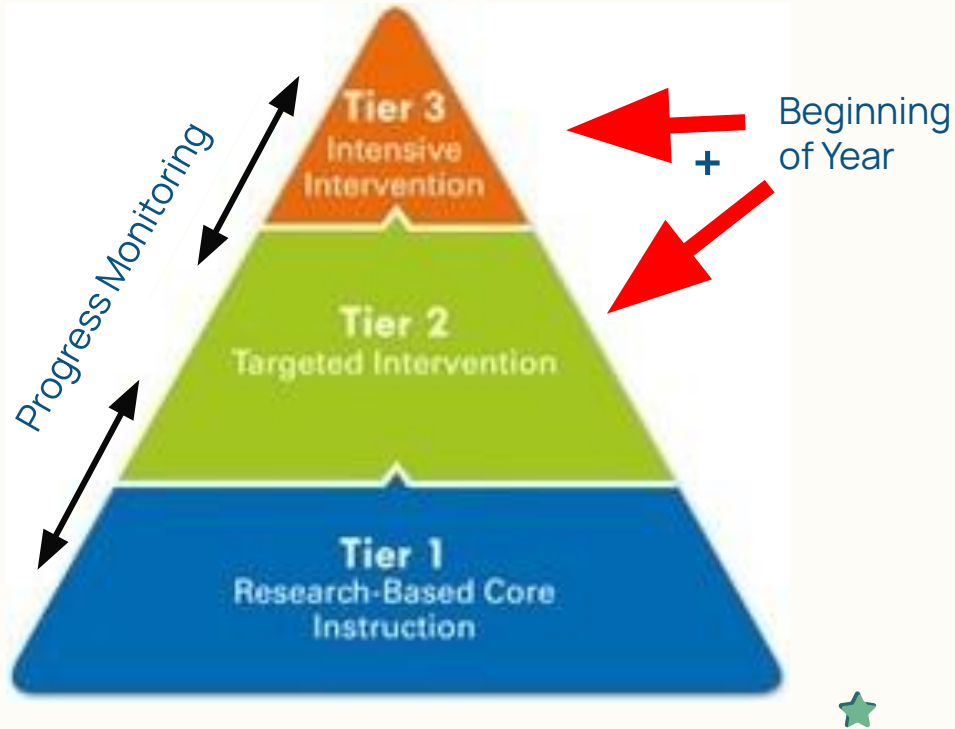 Tier 3
Intensive
Intervention
Beginning
of Year
+
Progress Monitoring
Tier 2
Targeted Intervention
Tier 1
Research-Based Core
Instruction